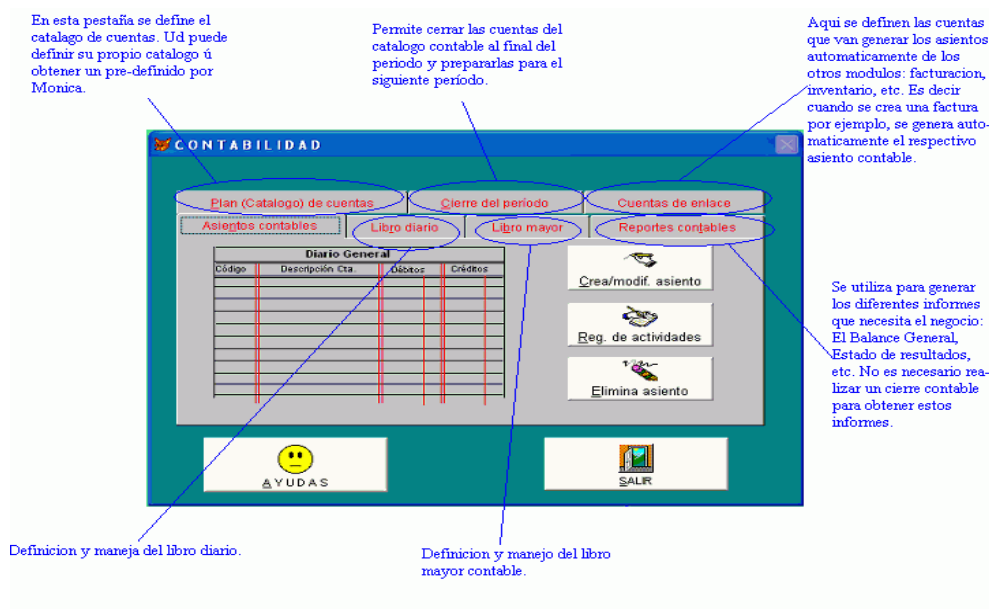 En esta pestaña se define el
catalago de cuentas. Ud puede
definir su propio catalogo ú
obtener un pre-definido por
Monica.
Permite cerrar las cuentas del
catalogo contable al final del
periodo y prepararlas para el
siguiente período.
Aqui se definen las cuentas
que van generar los asientos
automaticamente de los
otros modulos: facturacion,
inventario, etc. Es decir
cuando se crea una factura
por ejemplo, se genera auto-
maticamente el respectivo
asiento contable.
CONTABILIDAD
Plan (Catalogo) de cuentas
Cierre del período
Cuentas de enlace
Asientos contables
Libro diario
Libro mayor
Reportes contables
Diario General
Código Descripción Cta. Débitos Créditos
Crea/modif. asiento
Reg. de actividades
Elimina asiento
AYUDAS
SALIR
Se utiliza para generar
los diferentes informes
que necesita el negocio:
El Balance General,
Estado de resultados,
etc. No es necesario rea-
lizar un cierre contable
para obtener estos
informes.
Definicion y maneja del libro diario.
Definicion y manejo del libro
mayor contable.